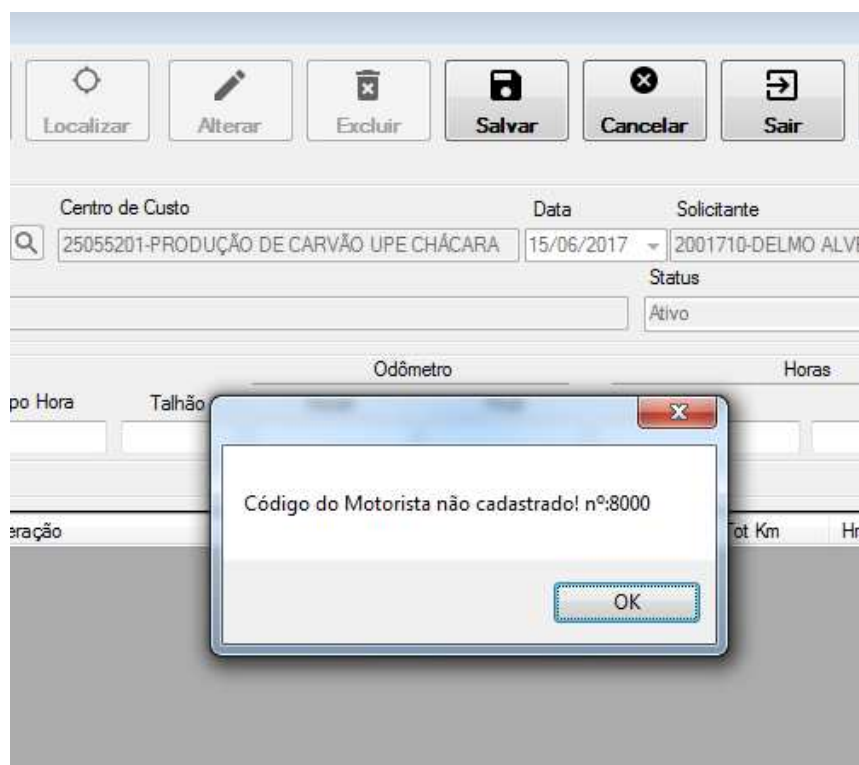 Localizar Alterar Excluir Salvar Cancelar Sair
Centro de Custo Data Solicitante
25055201-PRODUÇÃO DE CARVÃO UPE CHÁCARA 15/06/2017 2001710-DELMO ALVE
Status
Ativo
Odômetro Horas
po Hora Talhão
Código do Motorista não cadastrado! nº:8000
eração Tot Km Hr
OK